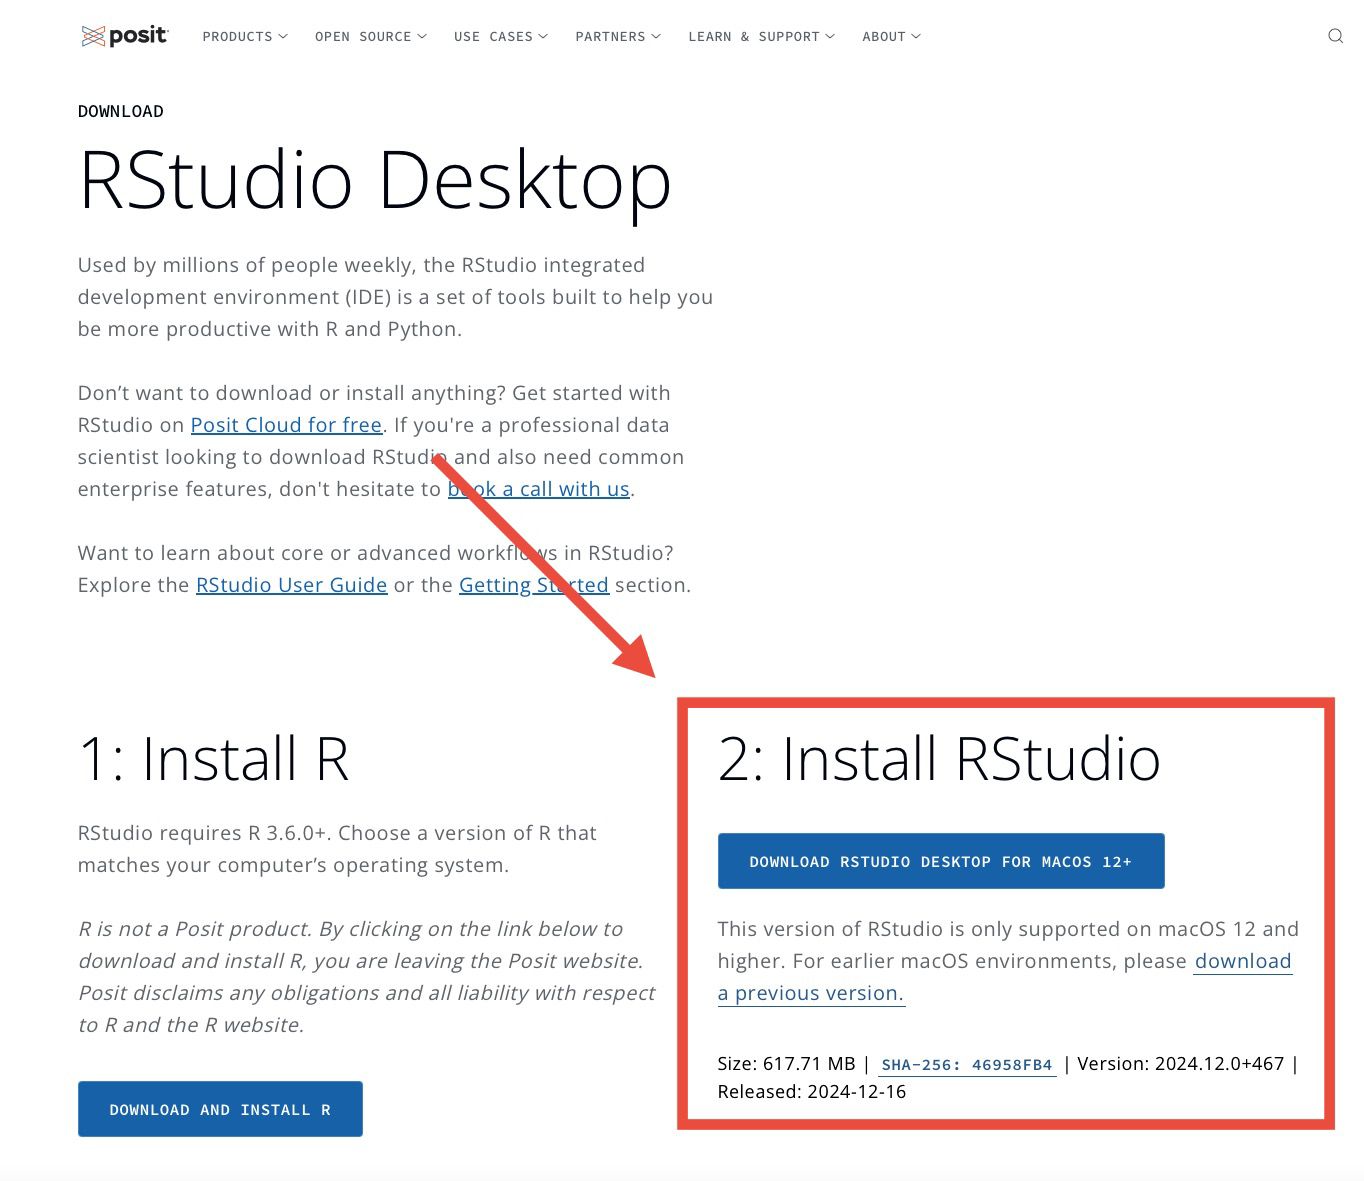 posit PRODUCTS OPEN SOURCE USE CASES PARTNERS LEARN & SUPPORT ABOUT
DOWNLOAD
RStudio Desktop
Used by millions of people weekly, the RStudio integrated
development environment (IDE) is a set of tools built to help you
be more productive with R and Python.
Don’t want to download or install anything? Get started with
RStudio on Posit Cloud for free. If you're a professional data
scientist looking to download RStudio and also need common
enterprise features, don't hesitate to book a call with us.
Want to learn about core or advanced workflows in RStudio?
Explore the RStudio User Guide or the Getting Started section.
1: Install R
RStudio requires R 3.6.0+. Choose a version of R that
matches your computer’s operating system.
R is not a Posit product. By clicking on the link below to
download and install R, you are leaving the Posit website.
Posit disclaims any obligations and all liability with respect
to R and the R website.
DOWNLOAD AND INSTALL R
2: Install RStudio
DOWNLOAD RSTUDIO DESKTOP FOR MACOS 12+
This version of RStudio is only supported on macOS 12 and
higher. For earlier macOS environments, please download
a previous version.
Size: 617.71 MB | SHA-256: 46958FB4 | Version: 2024.12.0+467 |
Released: 2024-12-16